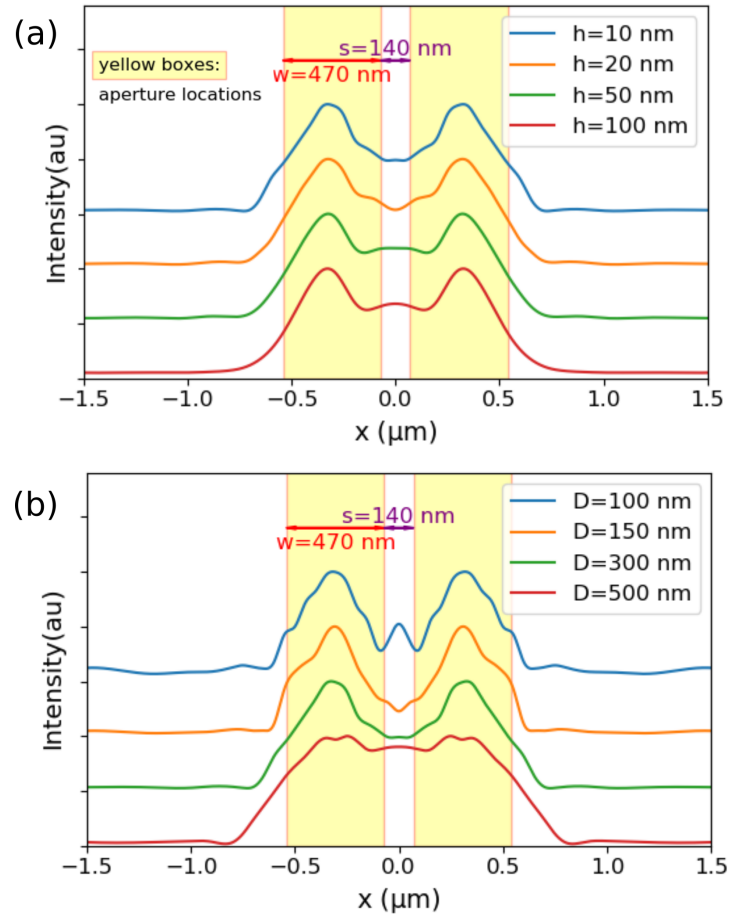 (a)
yellow boxes:
aperture locations
s=140 nm
w=470 nm
h=10 nm
h=20 nm
h=50 nm
h=100 nm
Intensity(au)
−1.5 −1.0 −0.5 0.0 0.5 1.0 1.5
x (μm)
(b)
s=140 nm
w=470 nm
D=100 nm
D=150 nm
D=300 nm
D=500 nm
Intensity(au)
−1.5 −1.0 −0.5 0.0 0.5 1.0 1.5
x (μm)